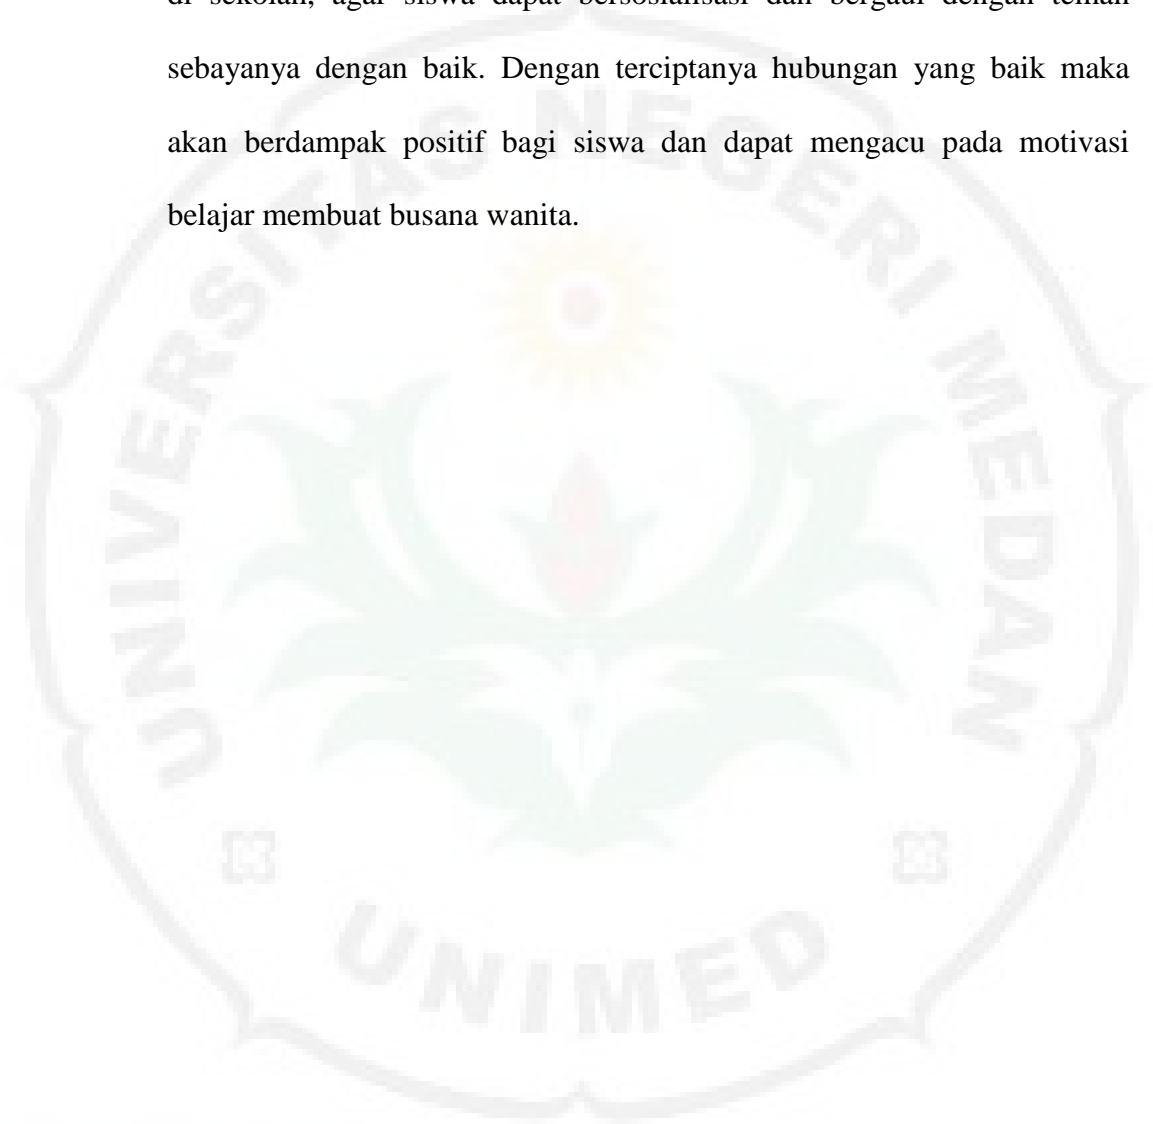 di sekolah, agar siswa dapat bersosialisasi dan bergaul dengan teman
sebayanya dengan baik. Dengan terciptanya hubungan yang baik maka
akan berdampak positif bagi siswa dan dapat mengacu pada motivasi
belajar membuat busana wanita.
UNIVERSITAS NEGERI MEDAN
UNIMED